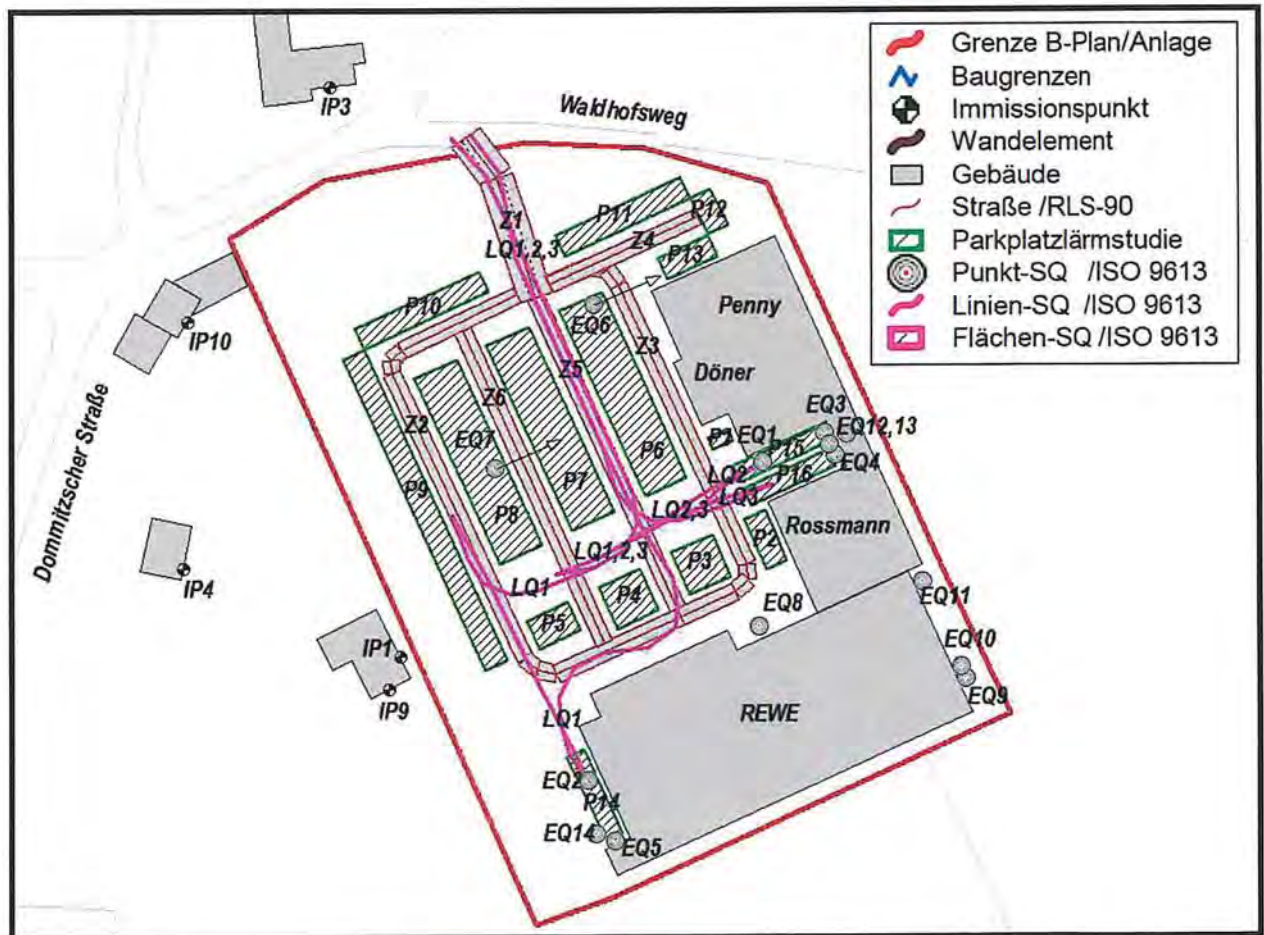 Grenze B-Plan/Anlage
Baugrenzen
Immissionspunkt
Wandelement
Gebäude
Straße /RLS-90
Parkplatzlärmstudie
Punkt-SQ /ISO 9613
Linien-SQ /ISO 9613
Flächen-SQ /ISO 9613
IP3
Waldhofsweg
P11
P12
Z1
Z4
LQ1,2,3
P13
P10
Penny
EQ6
IP10
Z3
Z5
Döner
Z6
Z2
EQ3
EQ12,13
EQ7
P6
EQ1
P15
EQ4
P9
P7
LQ2
P16
LQ3
Dommitzscher Straße
P8
LQ2,3
Rossmann
P2
LQ1,2,3
P3
IP4
LQ1
P4
EQ11
P5
EQ8
IP1
EQ10
IP9
EQ9
LQ1
REWE
EQ2
P14
EQ14
EQ5